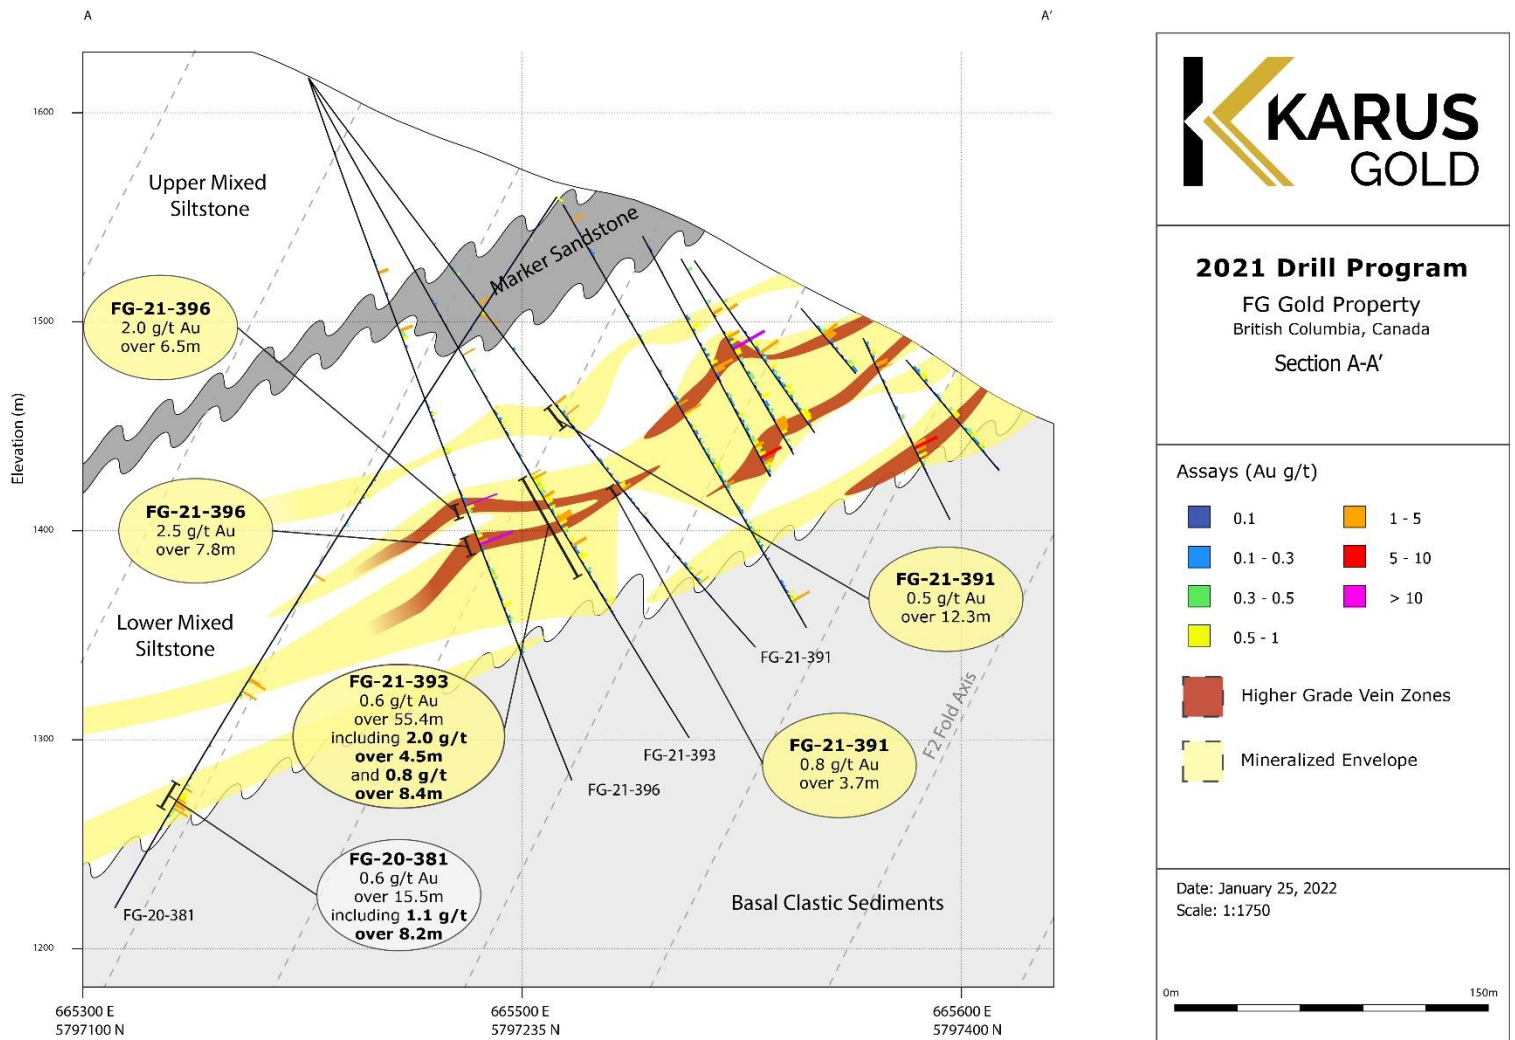 A
A'
Elevation (m)
1600
1500
1400
1300
1200
665300 E
5797100 N
665500 E
5797235 N
665600 E
5797400 N
Upper Mixed
Siltstone
Marker Sandstone
FG-21-396
2.0 g/t Au
over 6.5m
FG-21-396
2.5 g/t Au
over 7.8m
Lower Mixed
Siltstone
FG-21-393
0.6 g/t Au
over 55.4m
including 2.0 g/t
over 4.5m
and 0.8 g/t
over 8.4m
FG-20-381
0.6 g/t Au
over 15.5m
including 1.1 g/t
over 8.2m
FG-21-391
0.5 g/t Au
over 12.3m
FG-21-391
0.8 g/t Au
over 3.7m
FG-21-391
FG-21-393
FG-21-396
FG-20-381
F2 Fold Axis
Basal Clastic Sediments
KARUS
GOLD
2021 Drill Program
FG Gold Property
British Columbia, Canada
Section A-A'
Assays (Au g/t)
0.1
0.1 - 0.3
0.3 - 0.5
0.5 - 1
1 - 5
5 - 10
> 10
Higher Grade Vein Zones
Mineralized Envelope
Date: January 25, 2022
Scale: 1:1750
0m
150m